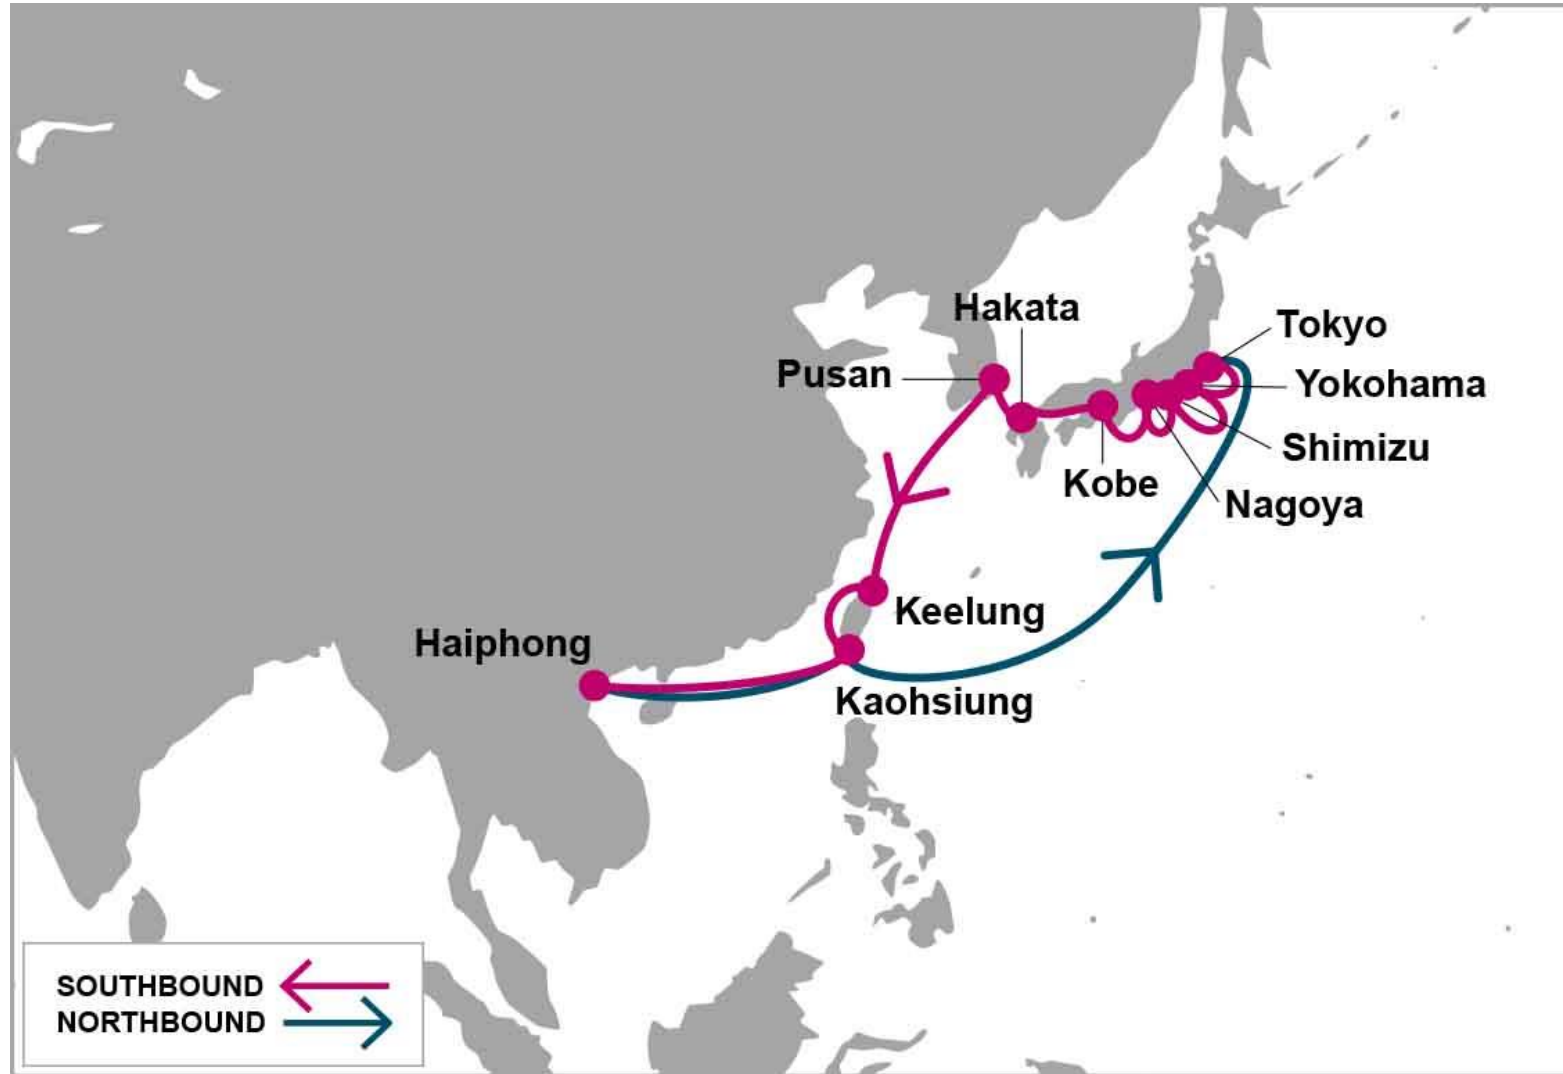 Hakata
Tokyo
Pusan
Yokohama
Shimizu
Kobe
Nagoya
Keelung
Haiphong
Kaohsiung
SOUTHBOUND
NORTHBOUND